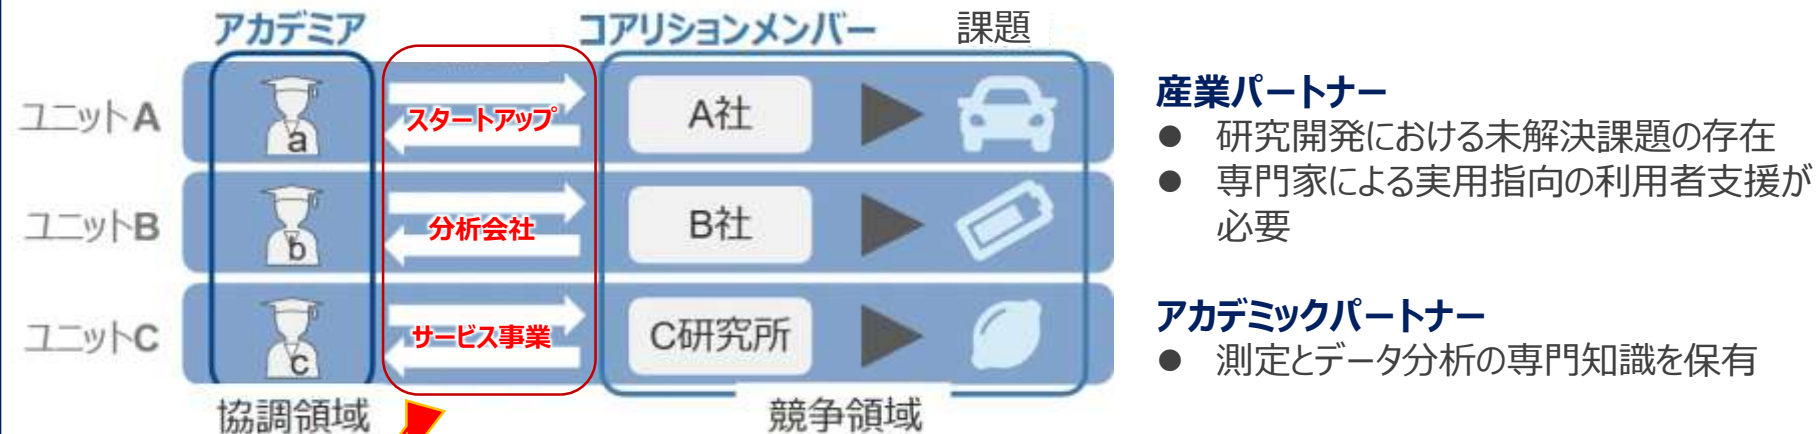 アカデミア
コアリションメンバー
課題
ユニットA
a
スタートアップ
A社
ユニットB
b
分析会社
B社
ユニットC
c
サービス事業
C研究所
協調領域
競争領域
産業パートナー
● 研究開発における未解決課題の存在
● 専門家による実用指向の利用者支援が
必要
アカデミックパートナー
● 測定とデータ分析の専門知識を保有